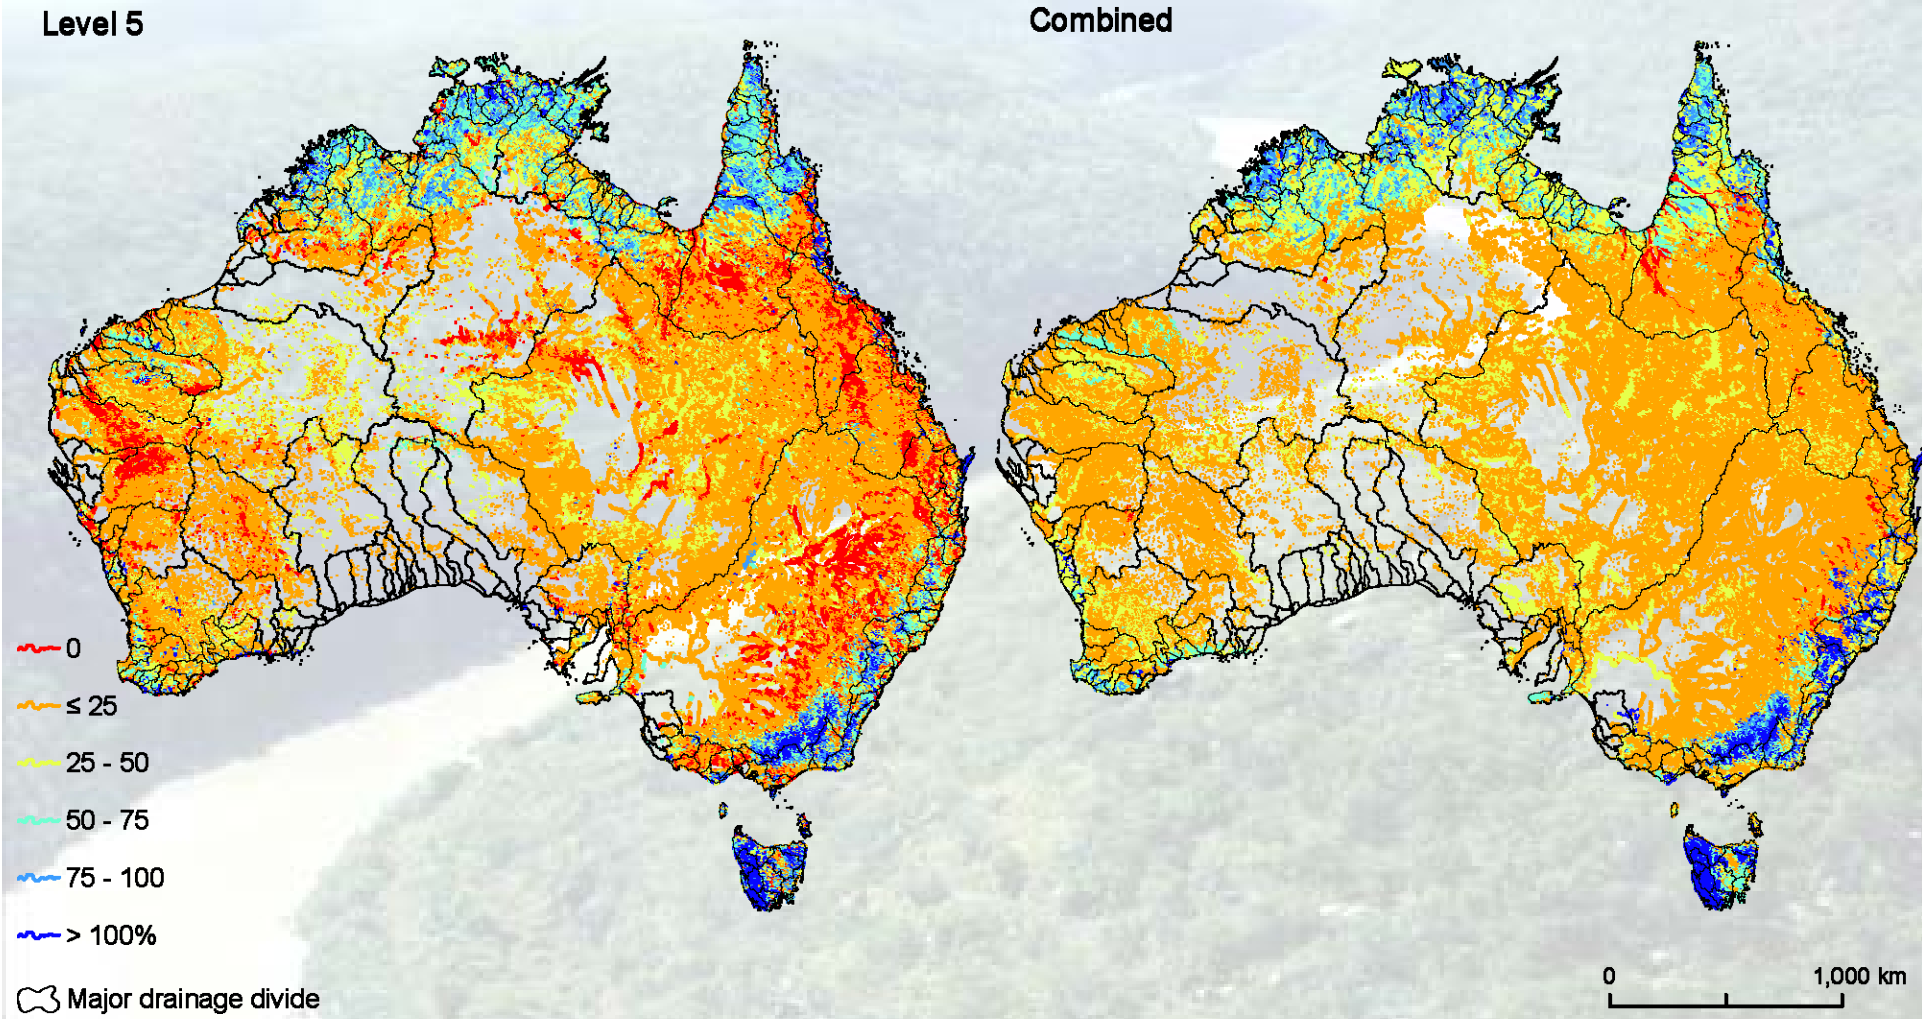 Level 5
Combined
0
≤ 25
25 - 50
50 - 75
75 - 100
> 100%
Major drainage divide
0 1,000 km